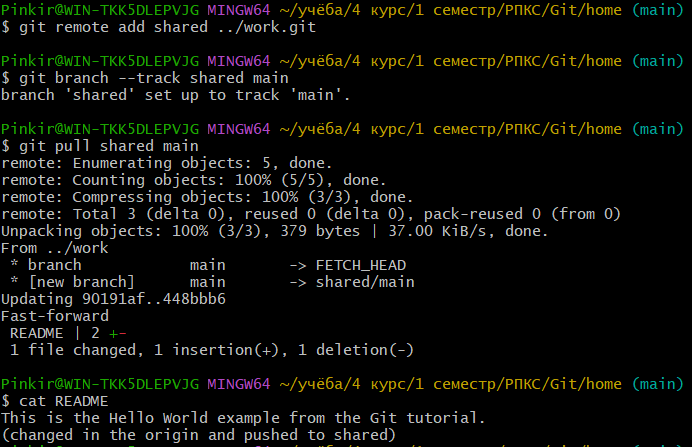 Pinkir@WIN-TKK5DLEPVJG MINGW64 ~/учёба/4 курс/1 семестр/РПКС/Git/home (main)
$ git remote add shared ../work.git
Pinkir@WIN-TKK5DLEPVJG MINGW64 ~/учёба/4 курс/1 семестр/РПКС/Git/home (main)
$ git branch --track shared main
branch 'shared' set up to track 'main'.
Pinkir@WIN-TKK5DLEPVJG MINGW64 ~/учёба/4 курс/1 семестр/РПКС/Git/home (main)
$ git pull shared main
remote: Enumerating objects: 5, done.
remote: Counting objects: 100% (5/5), done.
remote: Compressing objects: 100% (3/3), done.
remote: Total 3 (delta 0), reused 0 (delta 0), pack-reused 0 (from 0)
Unpacking objects: 100% (3/3), 379 bytes | 37.00 KiB/s, done.
From ../work
 * branch            main       -> FETCH_HEAD
 * [new branch]      main       -> shared/main
Updating 90191af..448bbb6
Fast-forward
 README | 2 +-
 1 file changed, 1 insertion(+), 1 deletion(-)
Pinkir@WIN-TKK5DLEPVJG MINGW64 ~/учёба/4 курс/1 семестр/РПКС/Git/home (main)
$ cat README
This is the Hello World example from the Git tutorial.
(changed in the origin and pushed to shared)